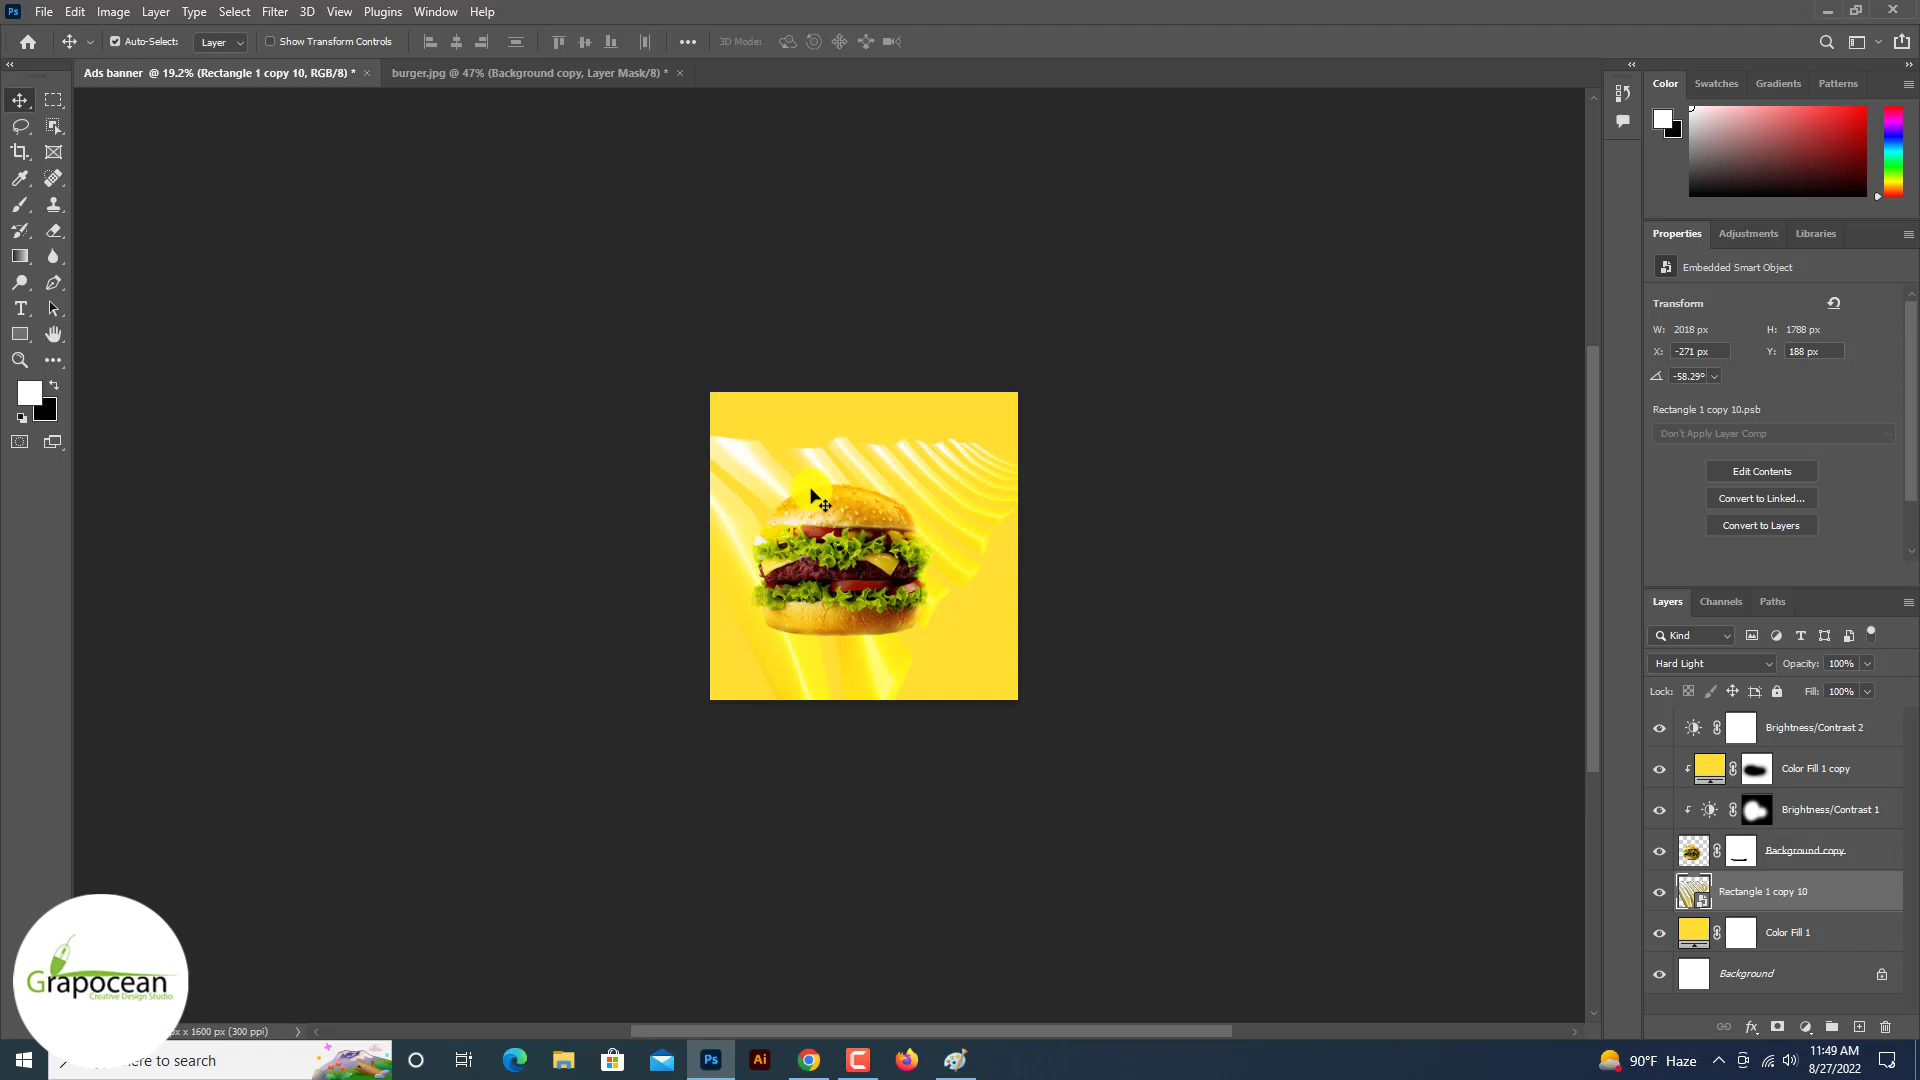 Ps File Edit Image Layer Type Select Filter 3D View Plugins Window Help
Auto-Select: Layer Show Transform Controls 3D Mode:
Ads banner @ 19.2% (Rectangle 1 copy 10, RGB/8) * burger.jpg @ 47% (Background copy, Layer Mask/8) *
Color Swatches Gradients Patterns
Properties Adjustments Libraries
Embedded Smart Object
Transform
W: 2018 px H: 1788 px
X: -271 px Y: 188 px
-58.29°
Rectangle 1 copy 10.psb
Don't Apply Layer Comp
Edit Contents
Convert to Linked...
Convert to Layers
Layers Channels Paths
Kind
Hard Light Opacity: 100%
Lock: Fill: 100%
Brightness/Contrast 2
Color Fill 1 copy
Brightness/Contrast 1
Background copy
Rectangle 1 copy 10
Color Fill 1
Background
Grapocean
Creative Design Studio
px x 1600 px (300 ppi)
here to search
Ps Ai
90°F Haze
11:49 AM
8/27/2022